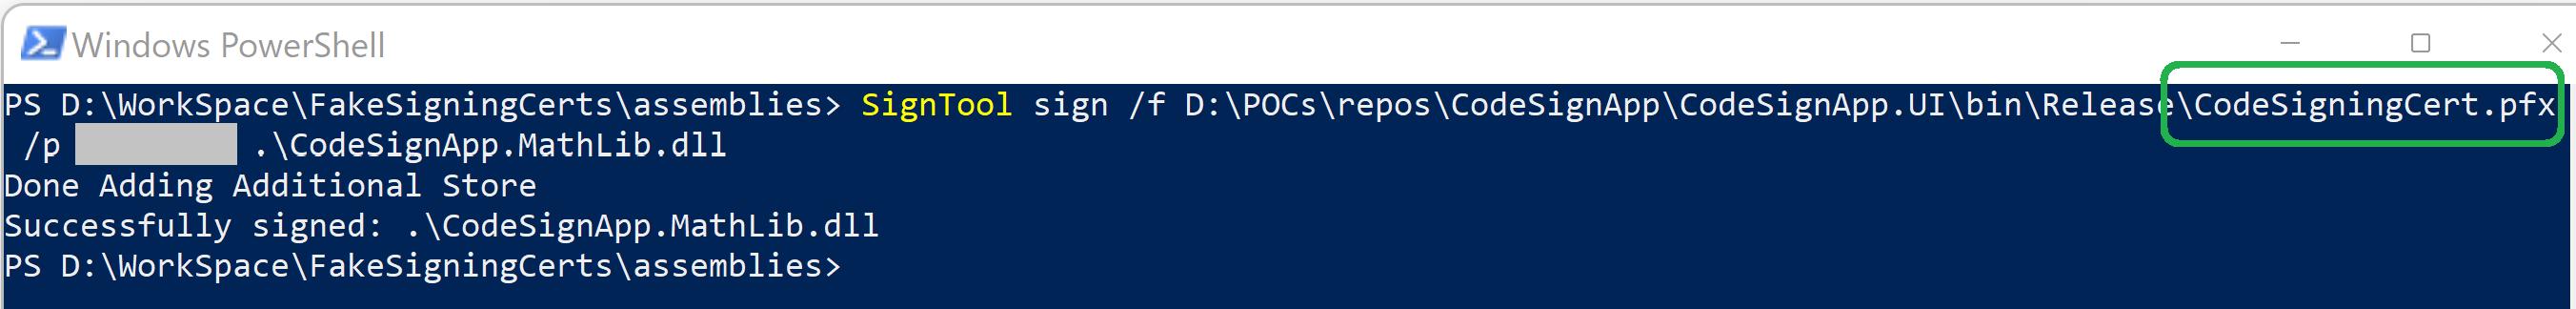 Windows PowerShell
PS D:\WorkSpace\FakeSigningCerts\assemblies> SignTool sign /f D:\POCs\repos\CodeSignApp\CodeSignApp.UI\bin\Release\CodeSigningCert.pfx
/p .\CodeSignApp.MathLib.dll
Done Adding Additional Store
Successfully signed: .\CodeSignApp.MathLib.dll
PS D:\WorkSpace\FakeSigningCerts\assemblies>